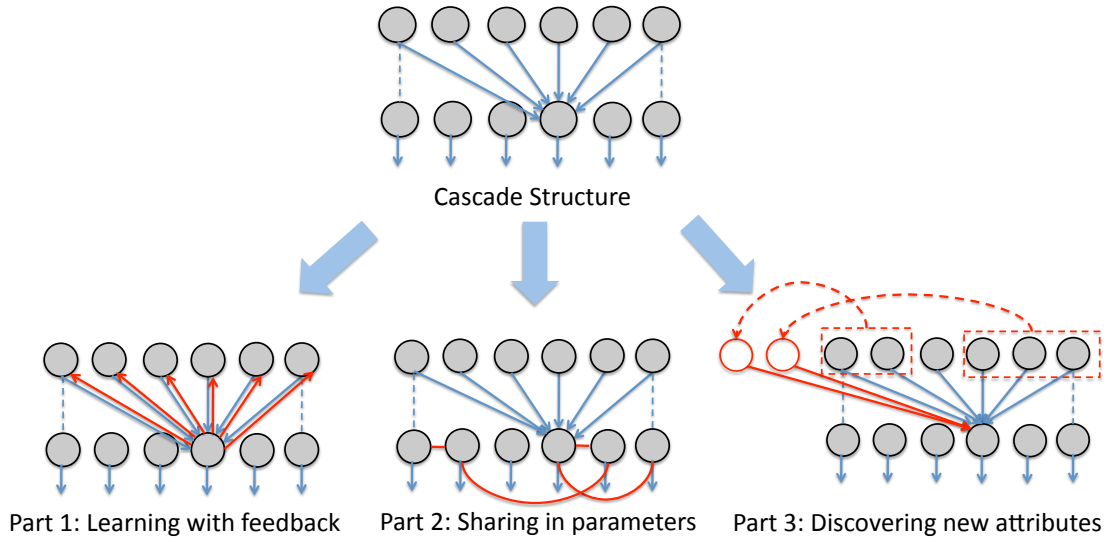 Cascade Structure
Part 1: Learning with feedback
Part 2: Sharing in parameters
Part 3: Discovering new attributes